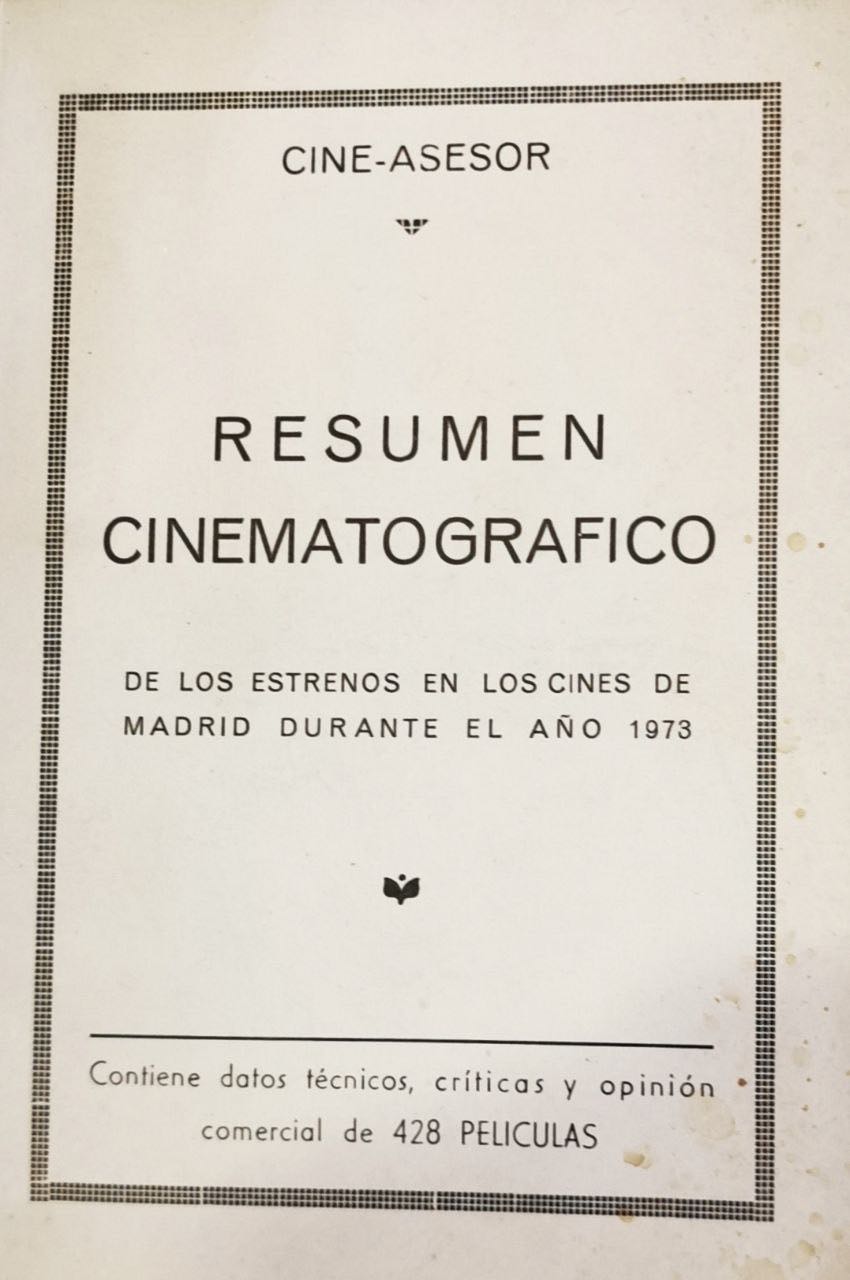 CINE-ASESOR
RESUMEN
CINEMATOGRAFICO
DE LOS ESTRENOS EN LOS CINES DE
MADRID DURANTE EL AÑO 1973
Contiene datos técnicos, críticas y opinión
comercial de 428 PELICULAS